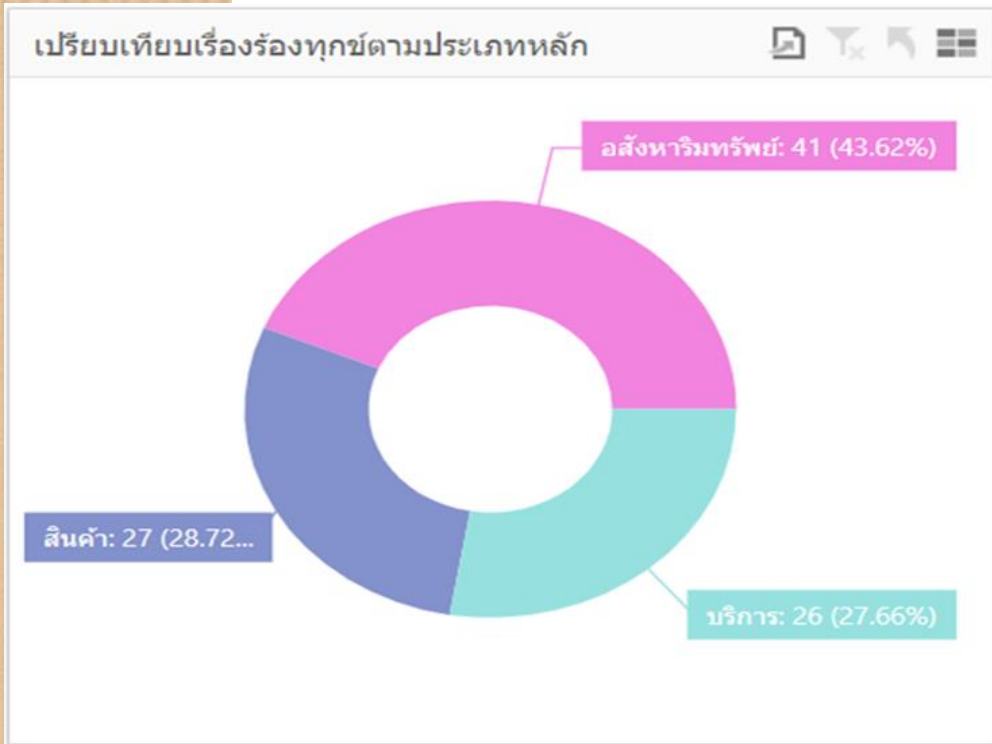 เปรียบเทียบเรื่องร้องทุกข์ตามประเภทหลัก
อสังหาริมทรัพย์: 41 (43.62%)
สินค้า: 27 (28.72...
บริการ: 26 (27.66%)